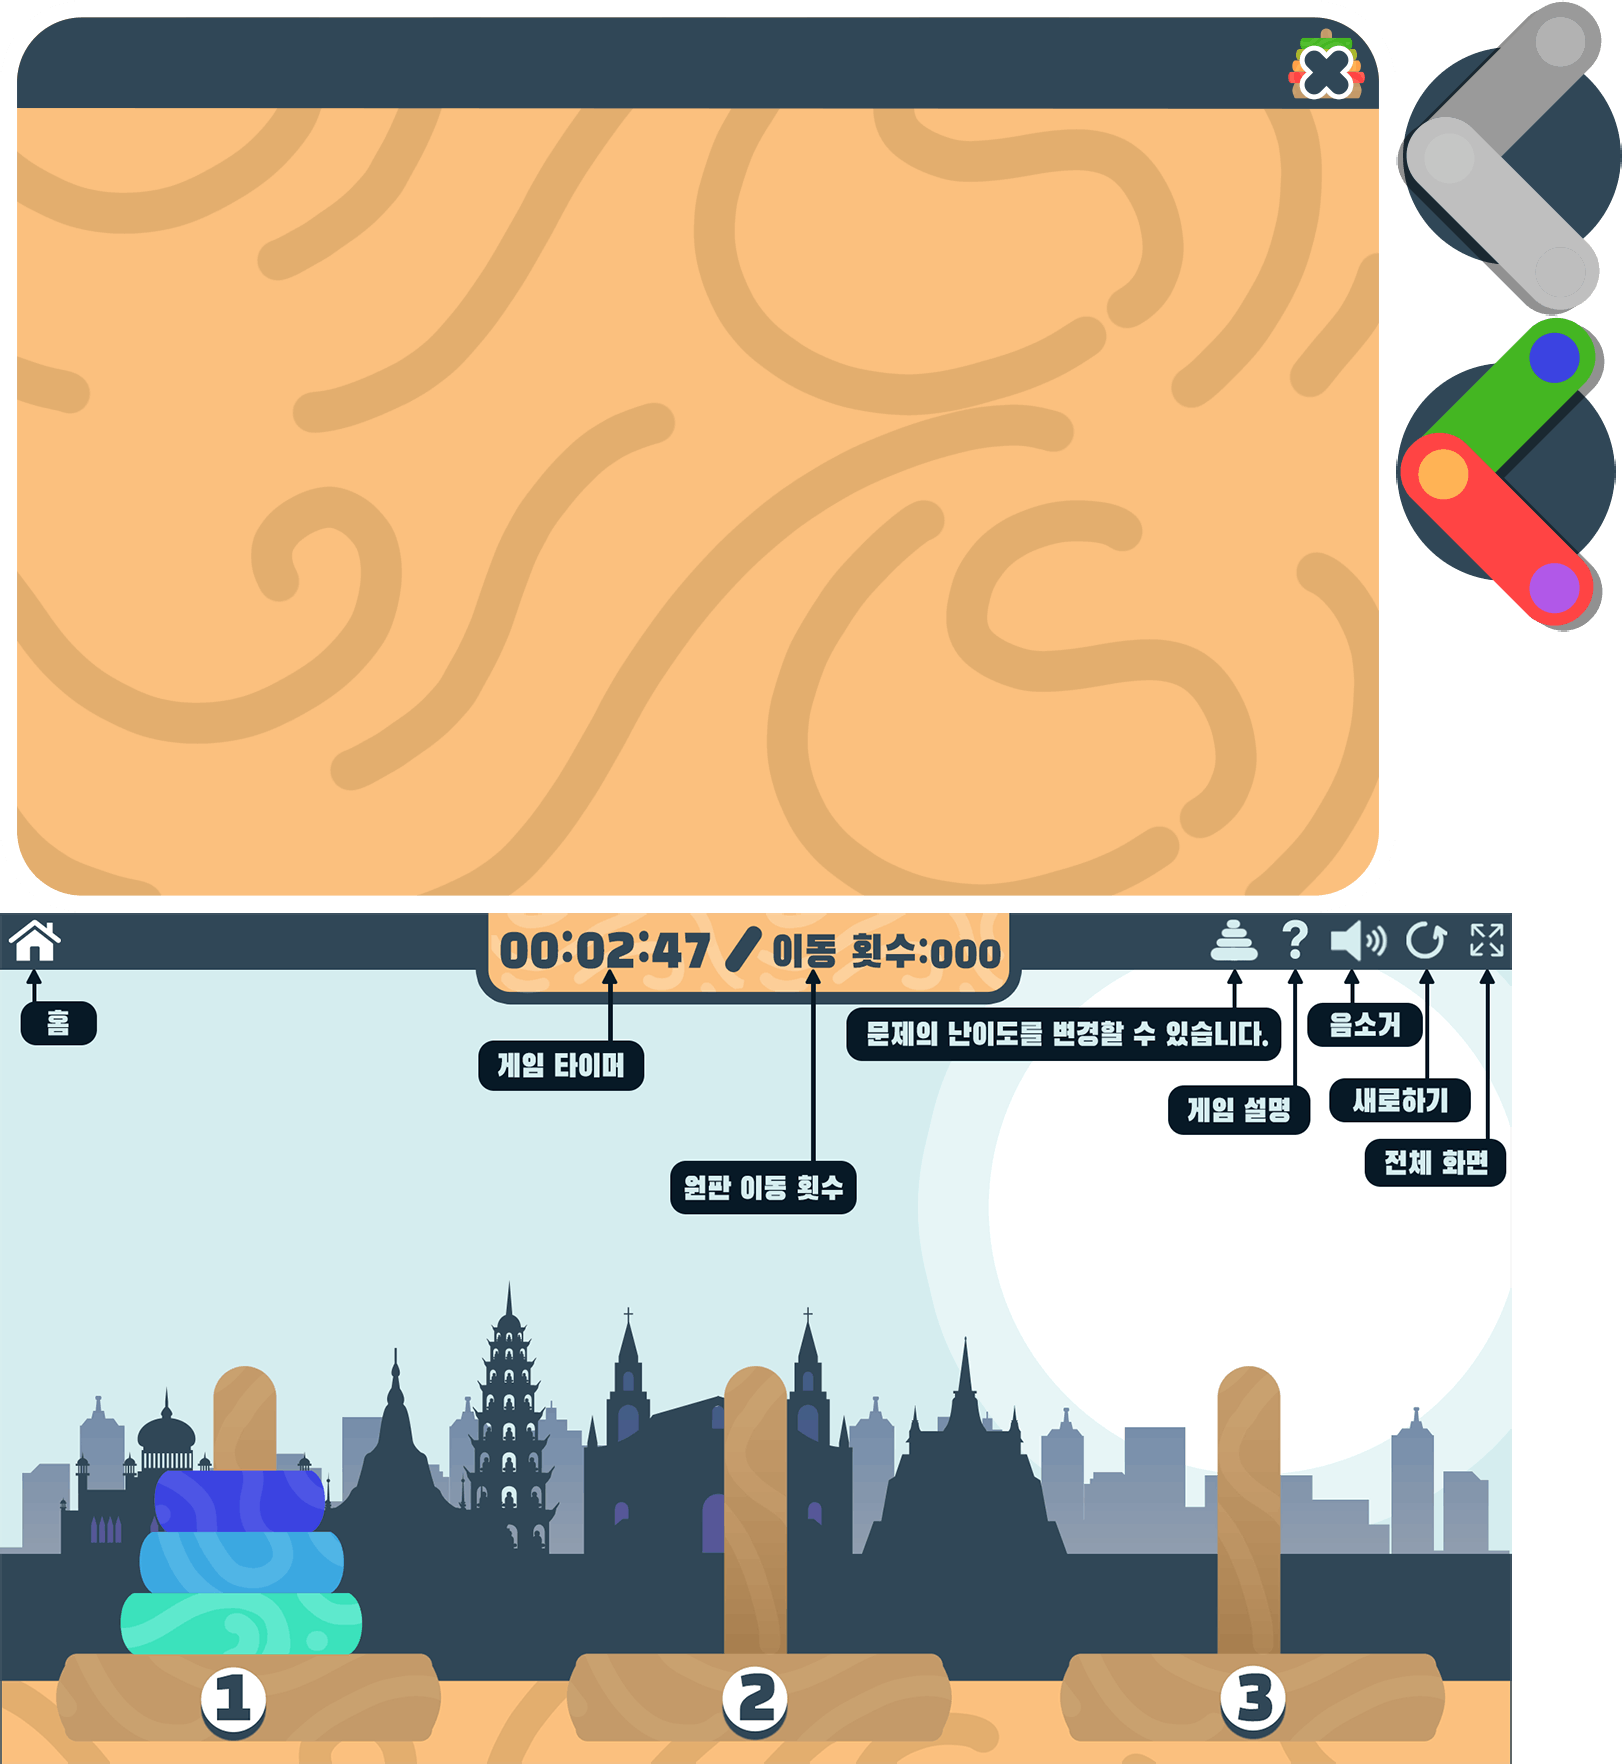 00:02:47 / 이동 횟수:000
?
홈
게임 타이머
원판 이동 횟수
문제의 난이도를 변경할 수 있습니다.
음소거
게임 설명
새로하기
전체 화면
1
2
3